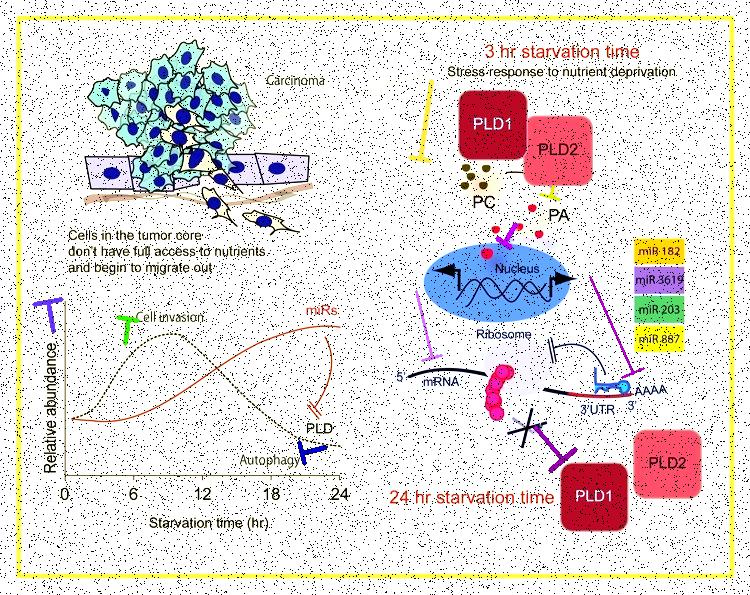 3 hr starvation time
Stress response to nutrient deprivation
Carcinoma
PLD1
PLD2
PC
PA
Cells in the tumor core
don't have full access to nutrients
and begin to migrate out
Nucleus
miR-182
miR-3619
miR-203
miR-887
Ribosome
5'
mRNA
AAAA
3'UTR
3'
Cell invasion
miRs
PLD
Autophagy
Relative abundance
0
6
12
18
24
Starvation time (hr)
24 hr starvation time
PLD1
PLD2